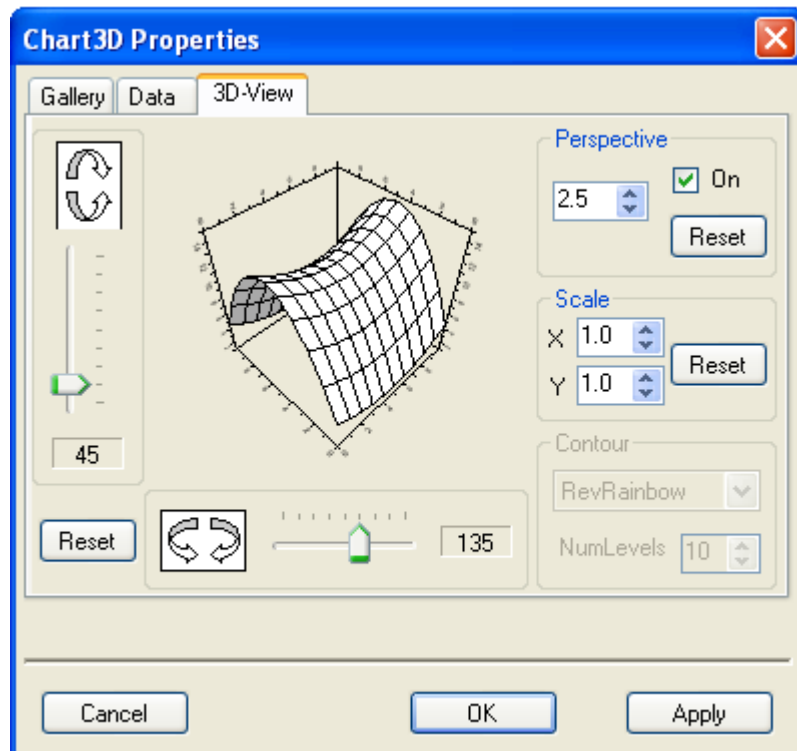 Chart3D Properties
Gallery
Data
3D-View
Perspective
2.5
On
Reset
Scale
X 1.0
Y 1.0
Reset
45
Contour
RevRainbow
NumLevels 10
Reset
135
Cancel
OK
Apply